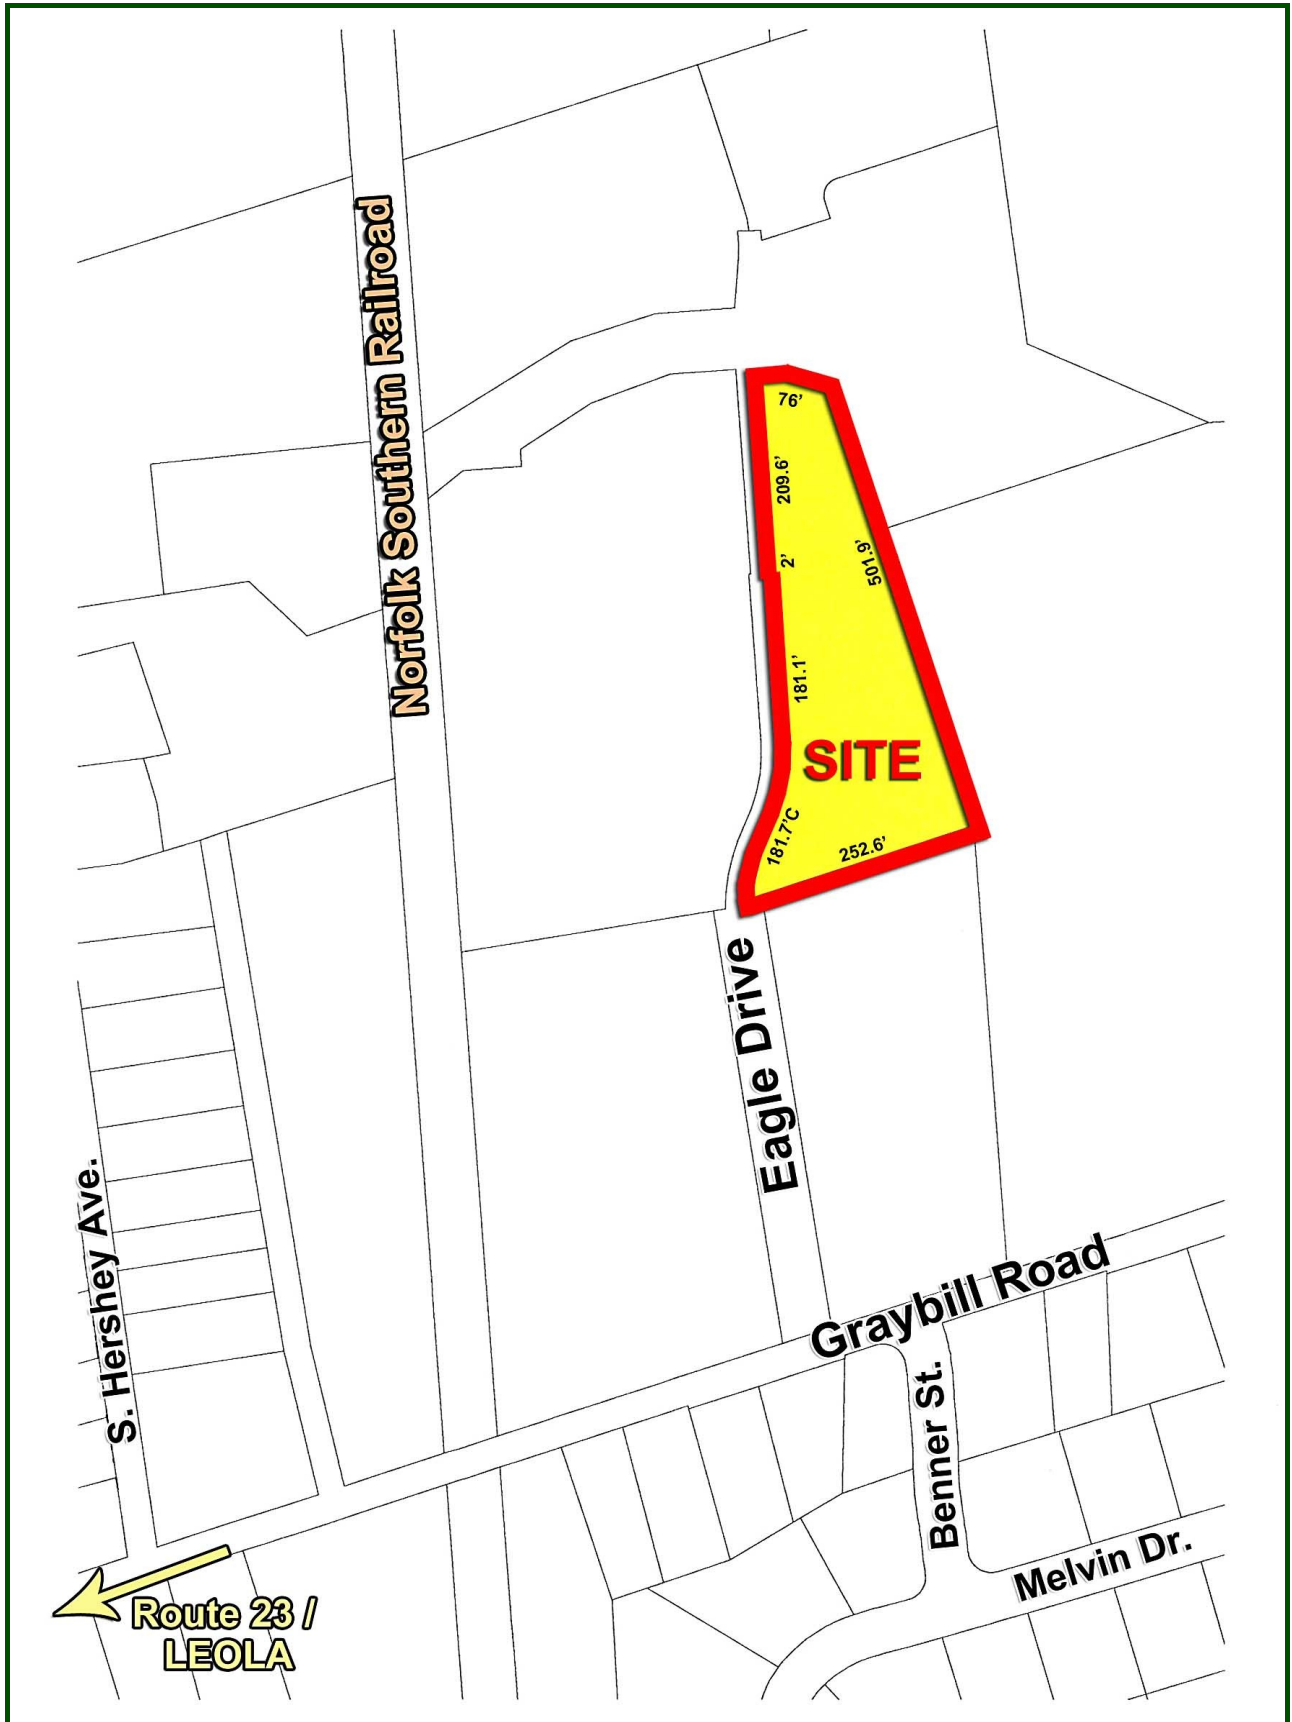 Norfolk Southern Railroad
76’
209.6’
2’
501.9’
181.1’
SITE
181.7’C
252.6’
Eagle Drive
S. Hershey Ave.
Graybill Road
Benner St.
Melvin Dr.
Route 23 /
LEOLA